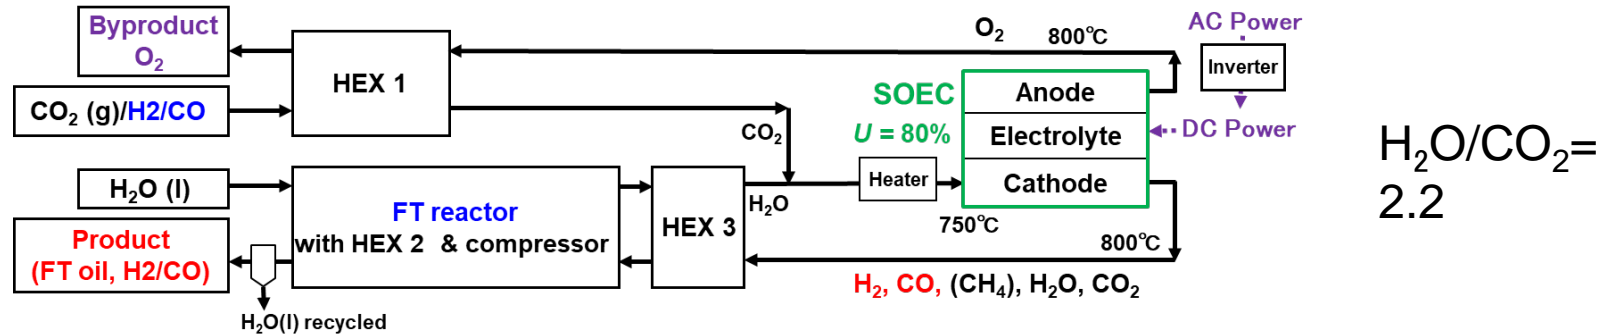 Byproduct
O₂
CO₂ (g)/H2/CO
HEX 1
O₂
800℃
AC Power
Inverter
DC Power
SOEC
U = 80%
Anode
Electrolyte
Cathode
CO₂
H₂O (l)
Product
(FT oil, H2/CO)
FT reactor
with HEX 2 & compressor
HEX 3
H₂O
Heater
750℃
800℃
H₂, CO, (CH₄), H₂O, CO₂
H₂O(l) recycled
H₂O/CO₂=
2.2